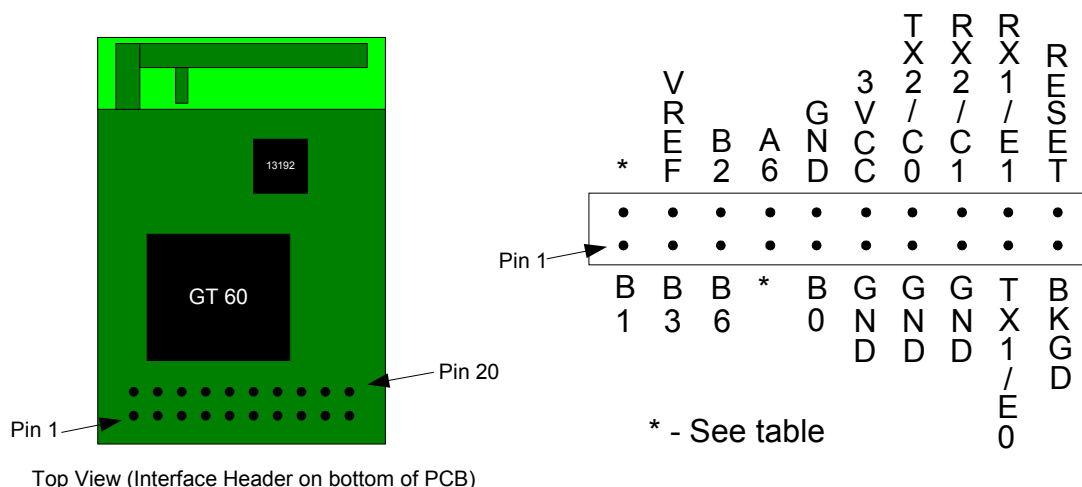 13192
GT 60
Pin 20
Pin 1
Top View (Interface Header on bottom of PCB)
*
VREF
B2
A6
GND
3VCC
TX2/C0
RX2/C1
RX1/E1
RESET
Pin 1
B1
B3
B6
*
B0
GND
GND
GND
TX1/E0
BKGD
* - See table